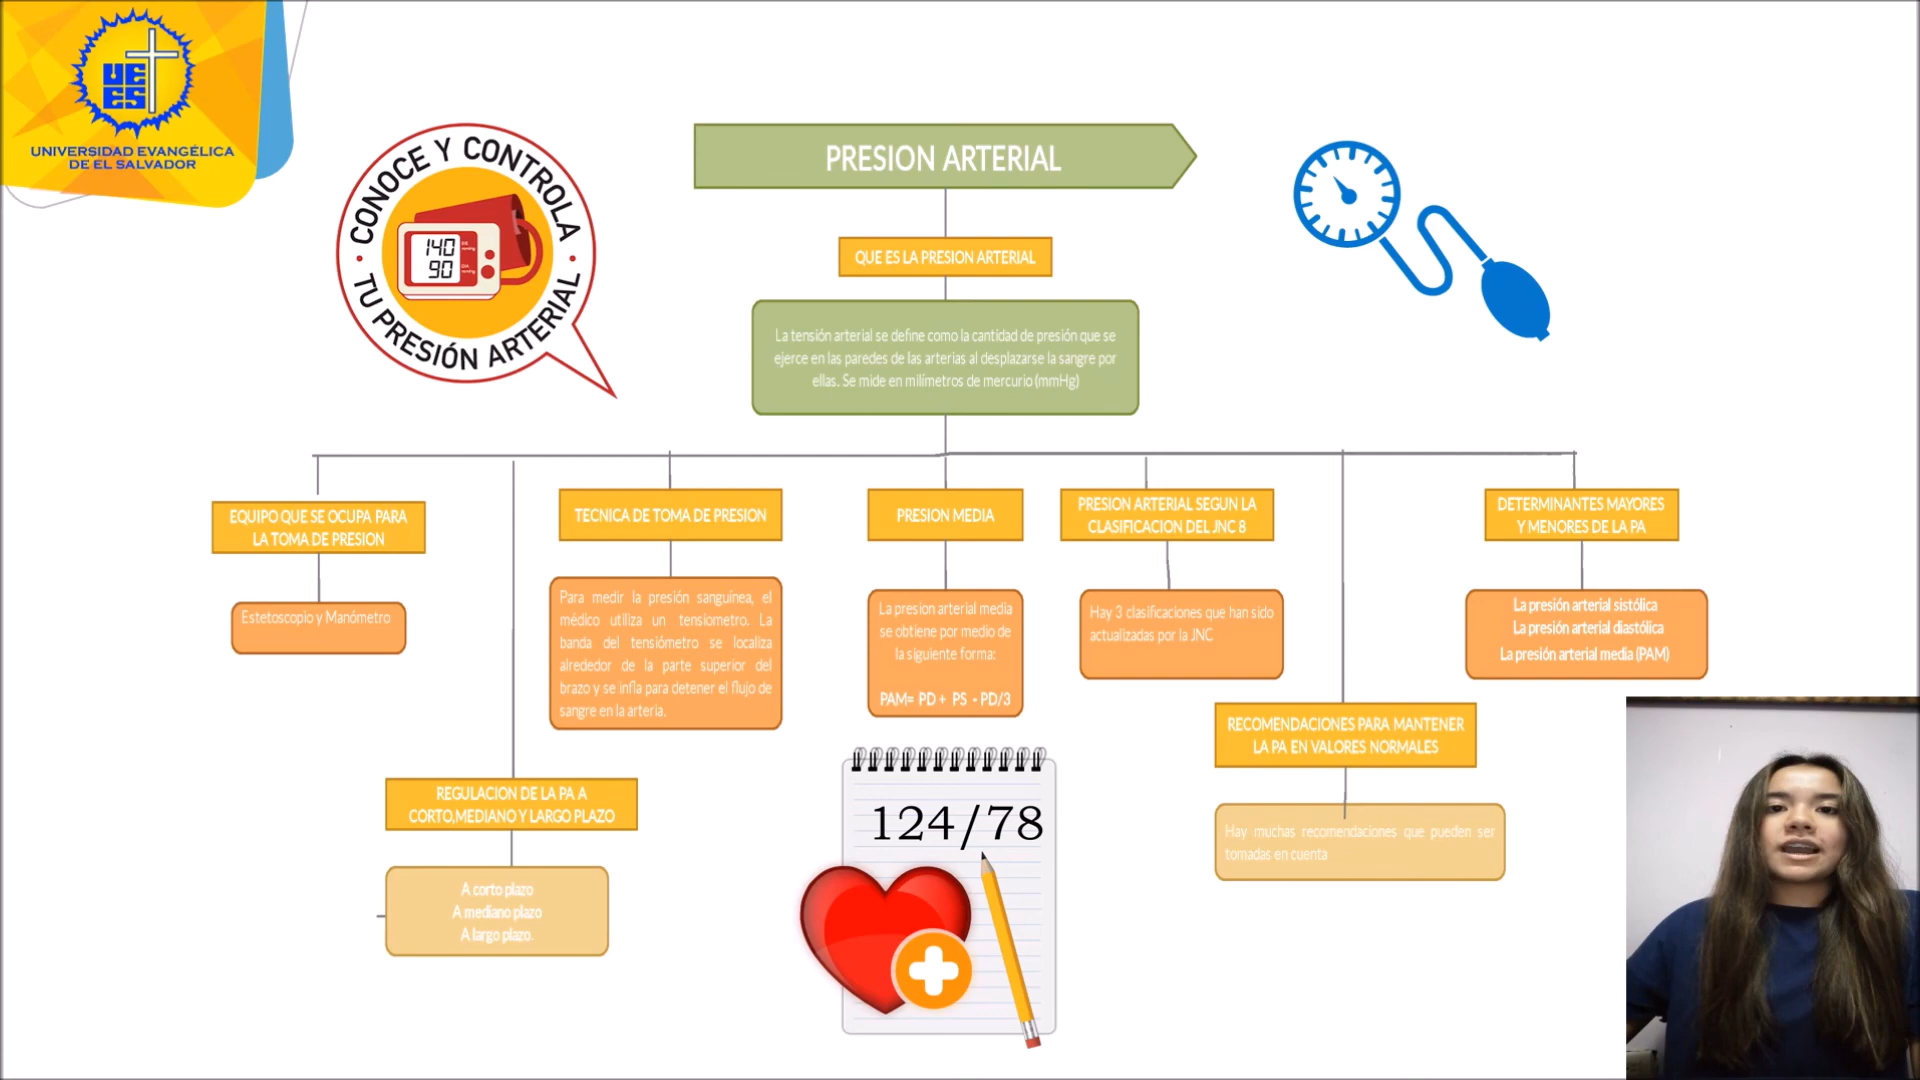 UE
ES
UNIVERSIDAD EVANGÉLICA
DE EL SALVADOR
CONOCE Y CONTROLA
TU PRESIÓN ARTERIAL
140
90
PRESION ARTERIAL
QUE ES LA PRESION ARTERIAL
La tensión arterial se define como la cantidad de presión que se
ejerce en las paredes de las arterias al desplazarse la sangre por
ellas. Se mide en milímetros de mercurio (mmHg)
EQUIPO QUE SE OCUPA PARA
LA TOMA DE PRESION
Estetoscopio y Manómetro
REGULACION DE LA PA A
CORTO,MEDIANO Y LARGO PLAZO
A corto plazo
A mediano plazo
A largo plazo.
TECNICA DE TOMA DE PRESION
Para medir la presión sanguínea, el
médico utiliza un tensiometro. La
banda del tensiómetro se localiza
alrededor de la parte superior del
brazo y se infla para detener el flujo de
sangre en la arteria.
PRESION MEDIA
La presion arterial media
se obtiene por medio de
la siguiente forma:
PAM= PD + PS - PD/3
124/78
PRESION ARTERIAL SEGUN LA
CLASIFICACION DEL JNC 8
Hay 3 clasificaciones que han sido
actualizadas por la JNC
RECOMENDACIONES PARA MANTENER
LA PA EN VALORES NORMALES
Hay muchas recomendaciones que pueden ser
tomadas en cuenta
DETERMINANTES MAYORES
Y MENORES DE LA PA
La presión arterial sistólica
La presión arterial diastólica
La presión arterial media (PAM)